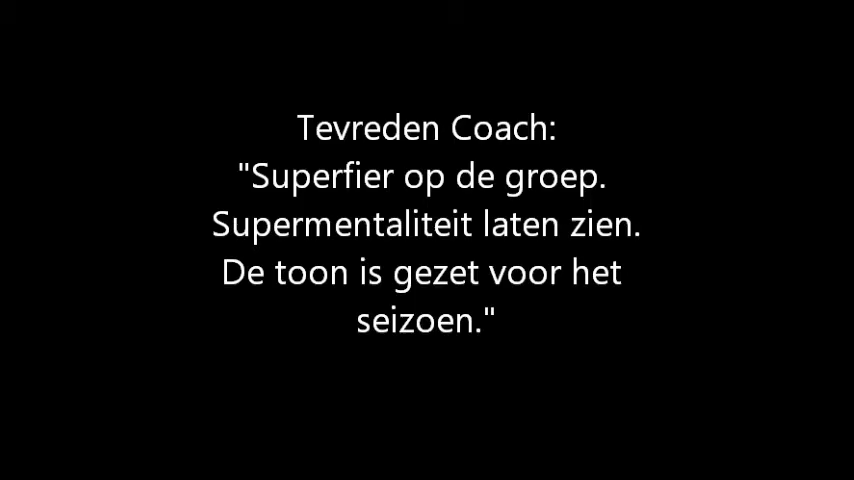 Tevreden Coach:
"Superfier op de groep.
Supermentaliteit laten zien.
De toon is gezet voor het
seizoen."